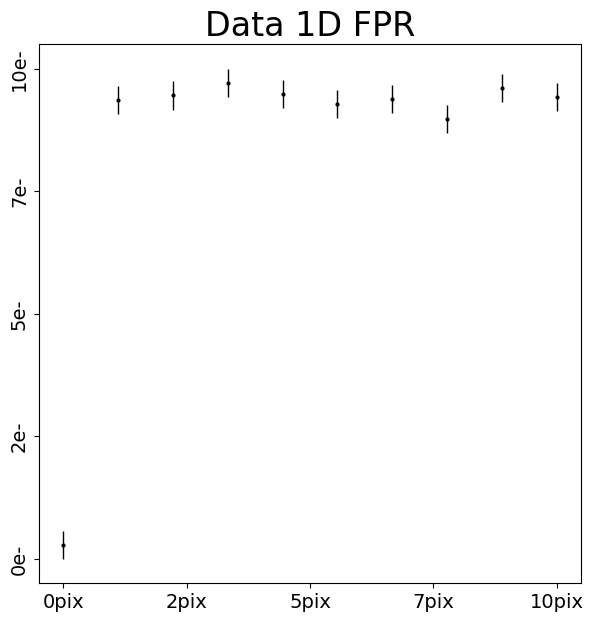 Data 1D FPR
10e-
7e-
5e-
2e-
0e-
0pix 2pix 5pix 7pix 10pix